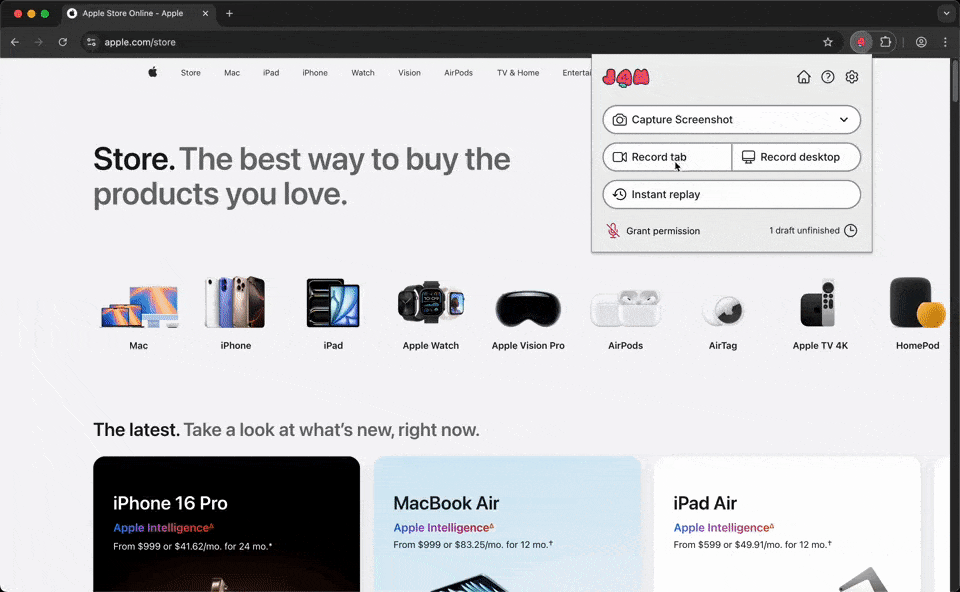 Apple Store Online - Apple
apple.com/store
Store Mac iPad iPhone Watch Vision AirPods TV & Home Entertai
JAM
Capture Screenshot
Record tab Record desktop
Instant replay
Grant permission 1 draft unfinished
Store. The best way to buy the
products you love.
Mac iPhone iPad Apple Watch Apple Vision Pro AirPods AirTag Apple TV 4K HomePod
The latest. Take a look at what's new, right now.
iPhone 16 Pro
Apple Intelligence∆
From $999 or $41.62/mo. for 24 mo.*
MacBook Air
Apple Intelligence∆
From $999 or $83.25/mo. for 12 mo.†
iPad Air
Apple Intelligence∆
From $599 or $49.91/mo. for 12 mo.†